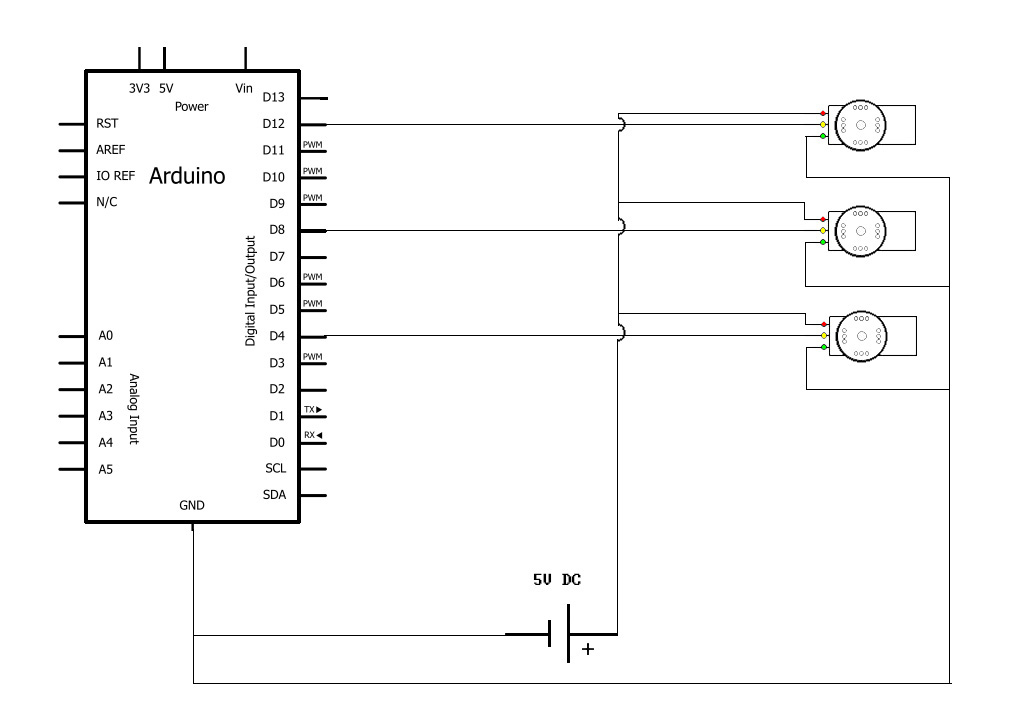 3V3 5V Vin
Power
RST
AREF
IO REF
N/C
Arduino
D13
D12
D11 PWM
D10 PWM
D9 PWM
D8
D7
D6 PWM
D5 PWM
D4
D3 PWM
D2
D1 TX▶
D0 RX◀
SCL
SDA
Digital Input/Output
A0
A1
A2
A3
A4
A5
Analog Input
GND
5V DC
+